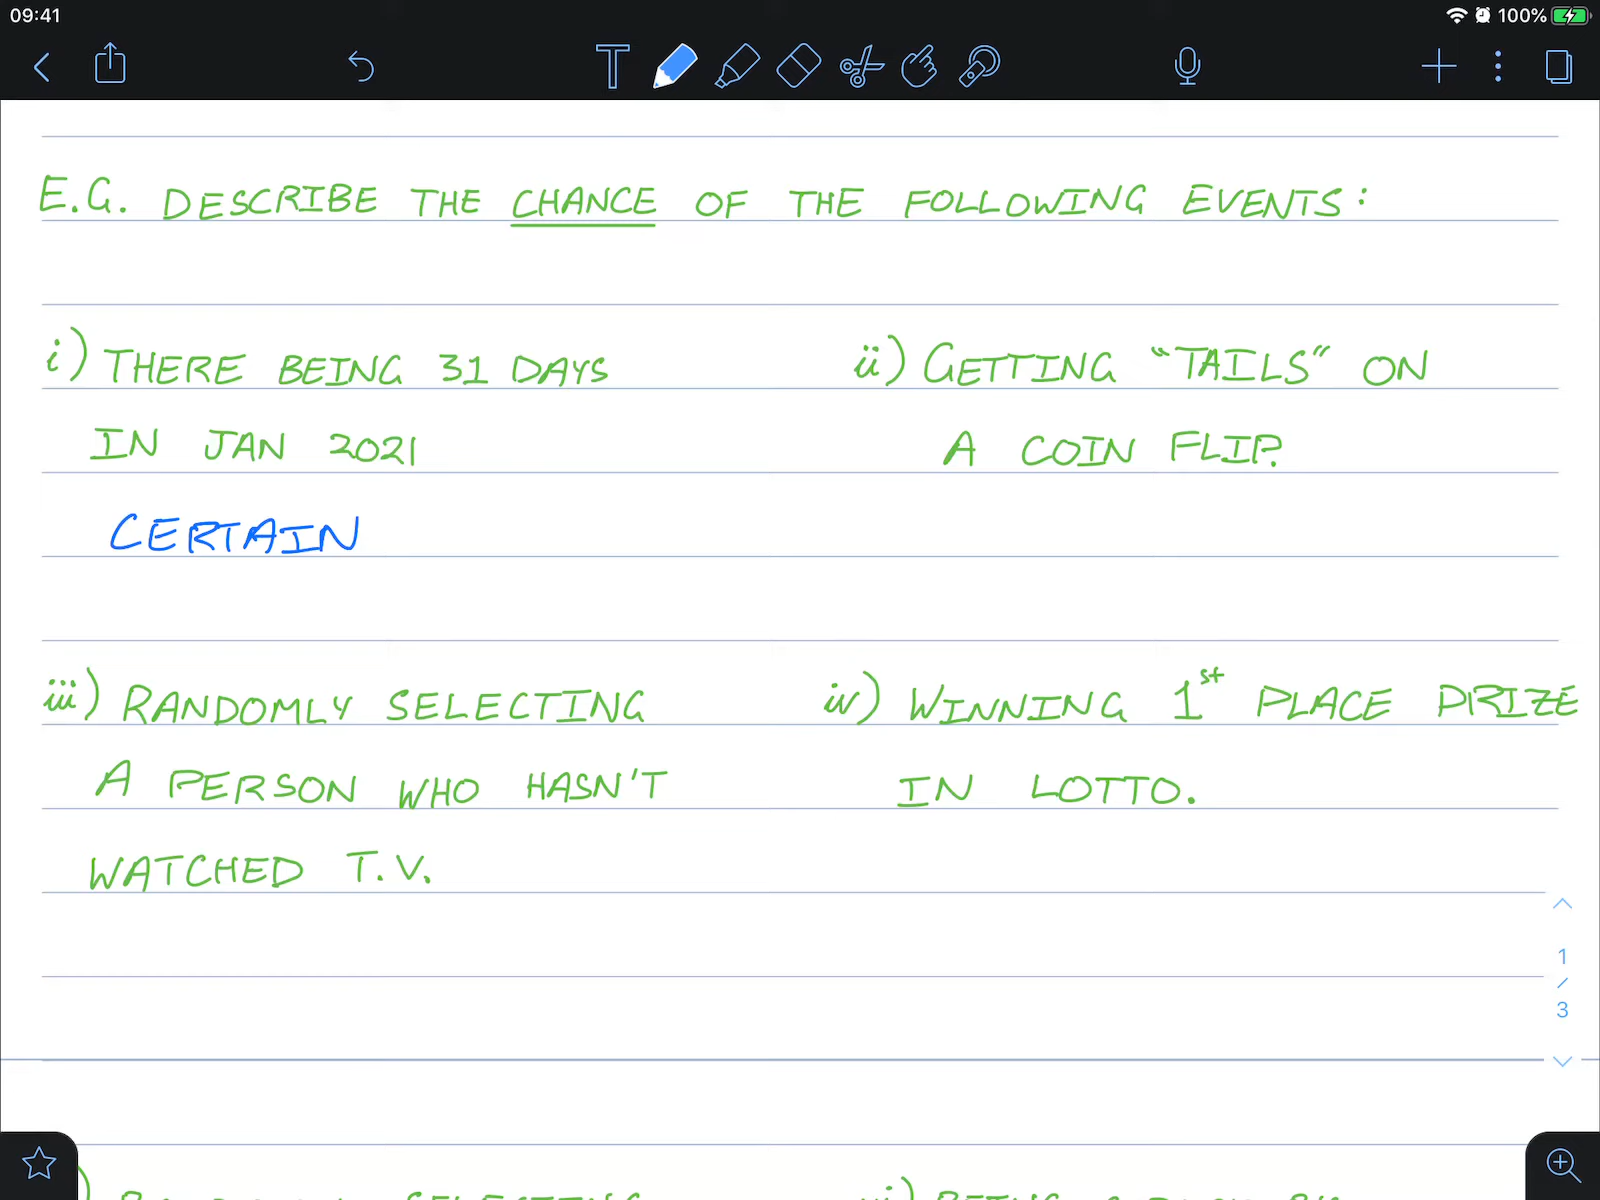 09:41
100%
E.G. DESCRIBE THE CHANCE OF THE FOLLOWING EVENTS:
i) THERE BEING 31 DAYS
IN JAN 2021
CERTAIN
ii) GETTING "TAILS" ON
A COIN FLIP.
iii) RANDOMLY SELECTING
A PERSON WHO HASN'T
WATCHED T.V.
iv) WINNING 1st PLACE PRIZE
IN LOTTO.
1
/
3